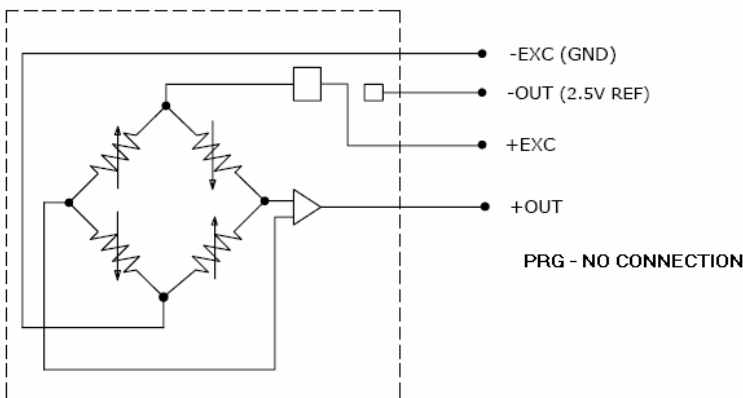 -EXC (GND)
-OUT (2.5V REF)
+EXC
+OUT
PRG - NO CONNECTION